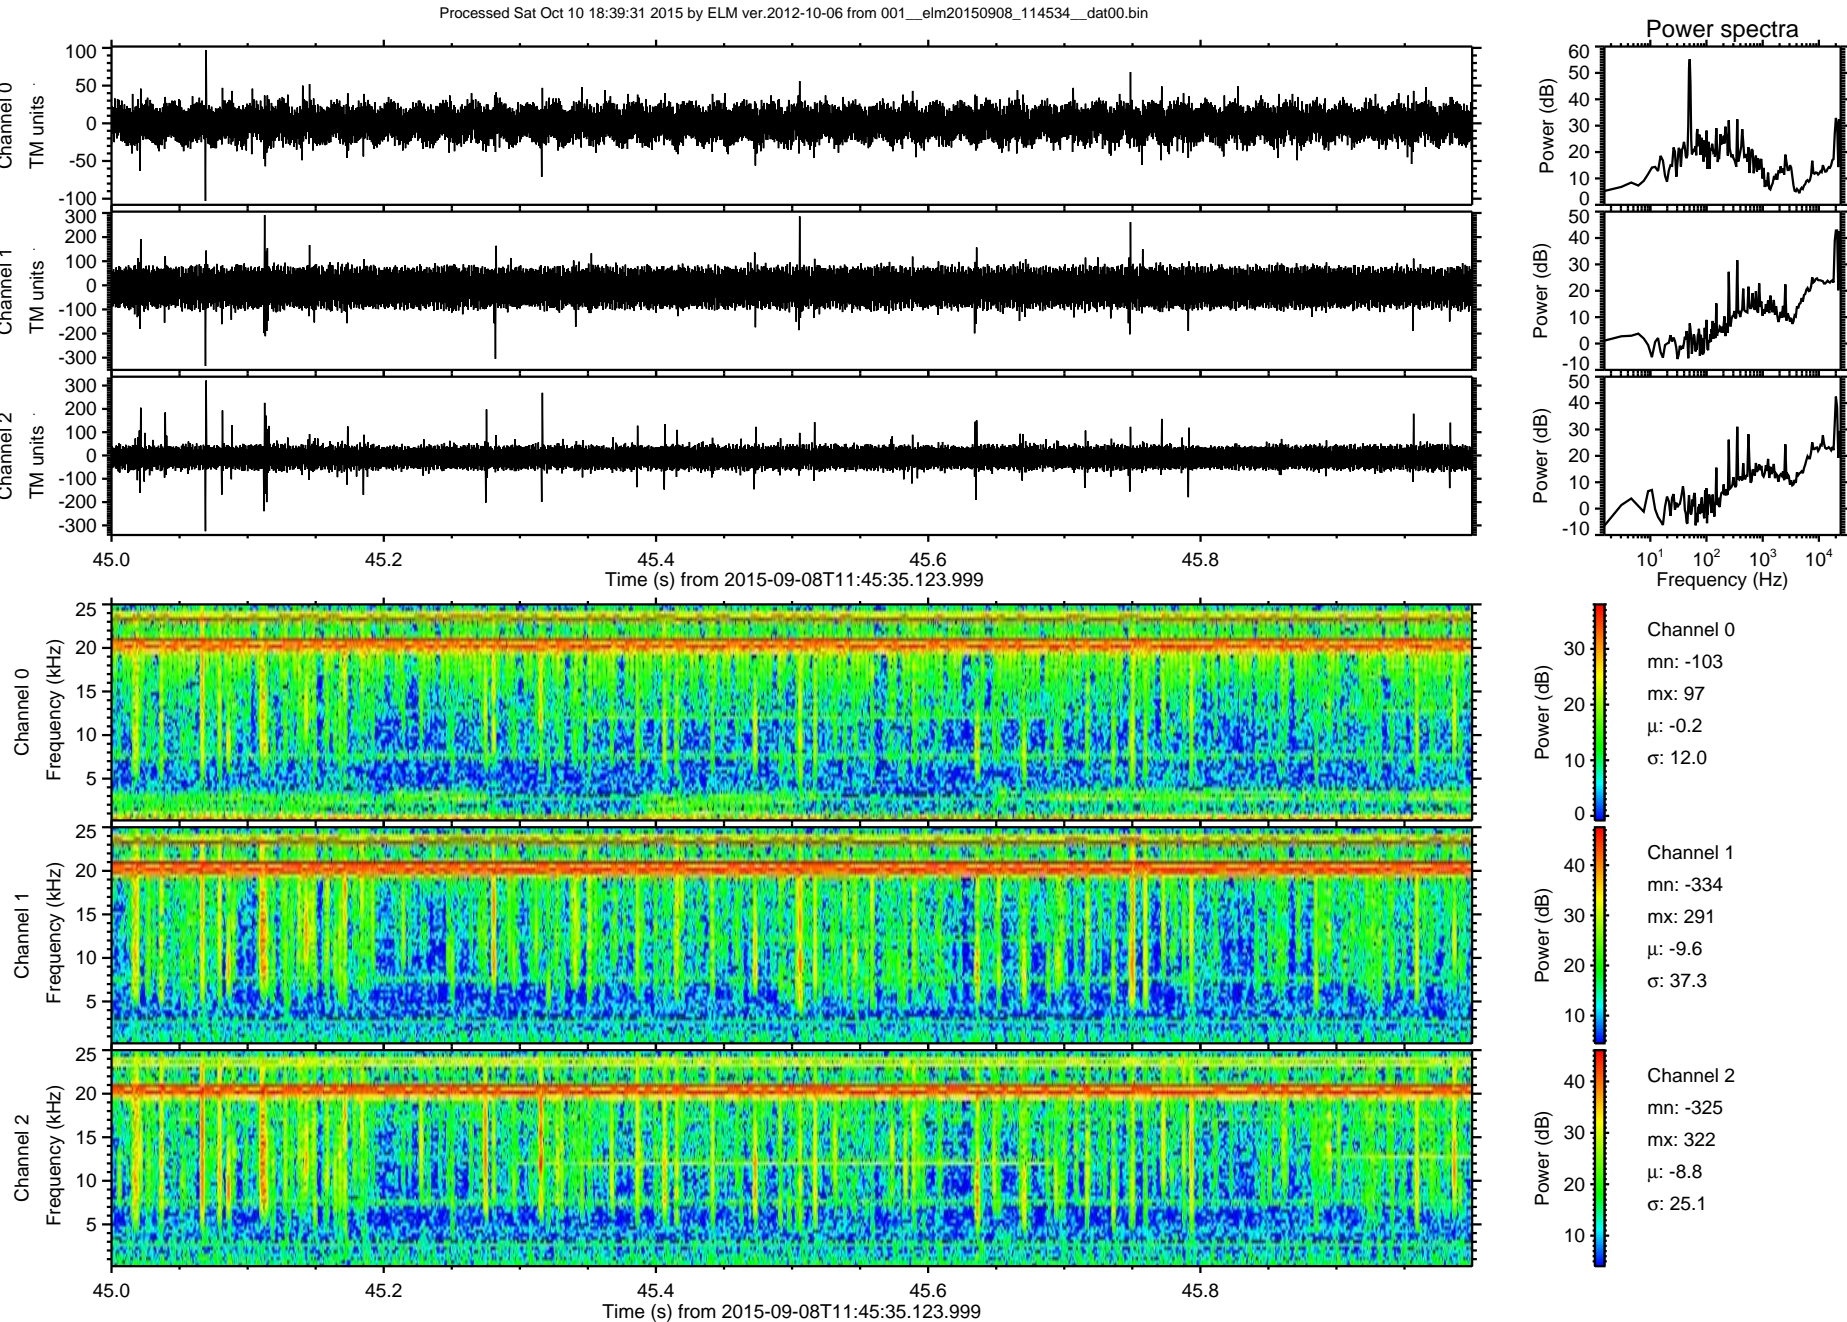 Processed Sat Oct 10 18:39:31 2015 by ELM ver.2012-10-06 from 001__elm20150908_114534__dat00.bin
Power spectra
Channel 0
TM units
100
50
0
-50
-100
Power (dB)
60
50
40
30
20
10
0
Channel 1
TM units
300
200
100
0
-100
-200
-300
Power (dB)
50
40
30
20
10
0
-10
Channel 2
TM units
300
200
100
0
-100
-200
-300
Power (dB)
50
40
30
20
10
0
-10
45.0 45.2 45.4 45.6 45.8
Time (s) from 2015-09-08T11:45:35.123.999
10¹ 10² 10³ 10⁴
Frequency (Hz)
Channel 0
Frequency (kHz)
25
20
15
10
5
Power (dB)
30
20
10
0
Channel 0
mn: -103
mx: 97
μ: -0.2
σ: 12.0
Channel 1
Frequency (kHz)
25
20
15
10
5
Power (dB)
40
30
20
10
Channel 1
mn: -334
mx: 291
μ: -9.6
σ: 37.3
Channel 2
Frequency (kHz)
25
20
15
10
5
Power (dB)
40
30
20
10
Channel 2
mn: -325
mx: 322
μ: -8.8
σ: 25.1
45.0 45.2 45.4 45.6 45.8
Time (s) from 2015-09-08T11:45:35.123.999